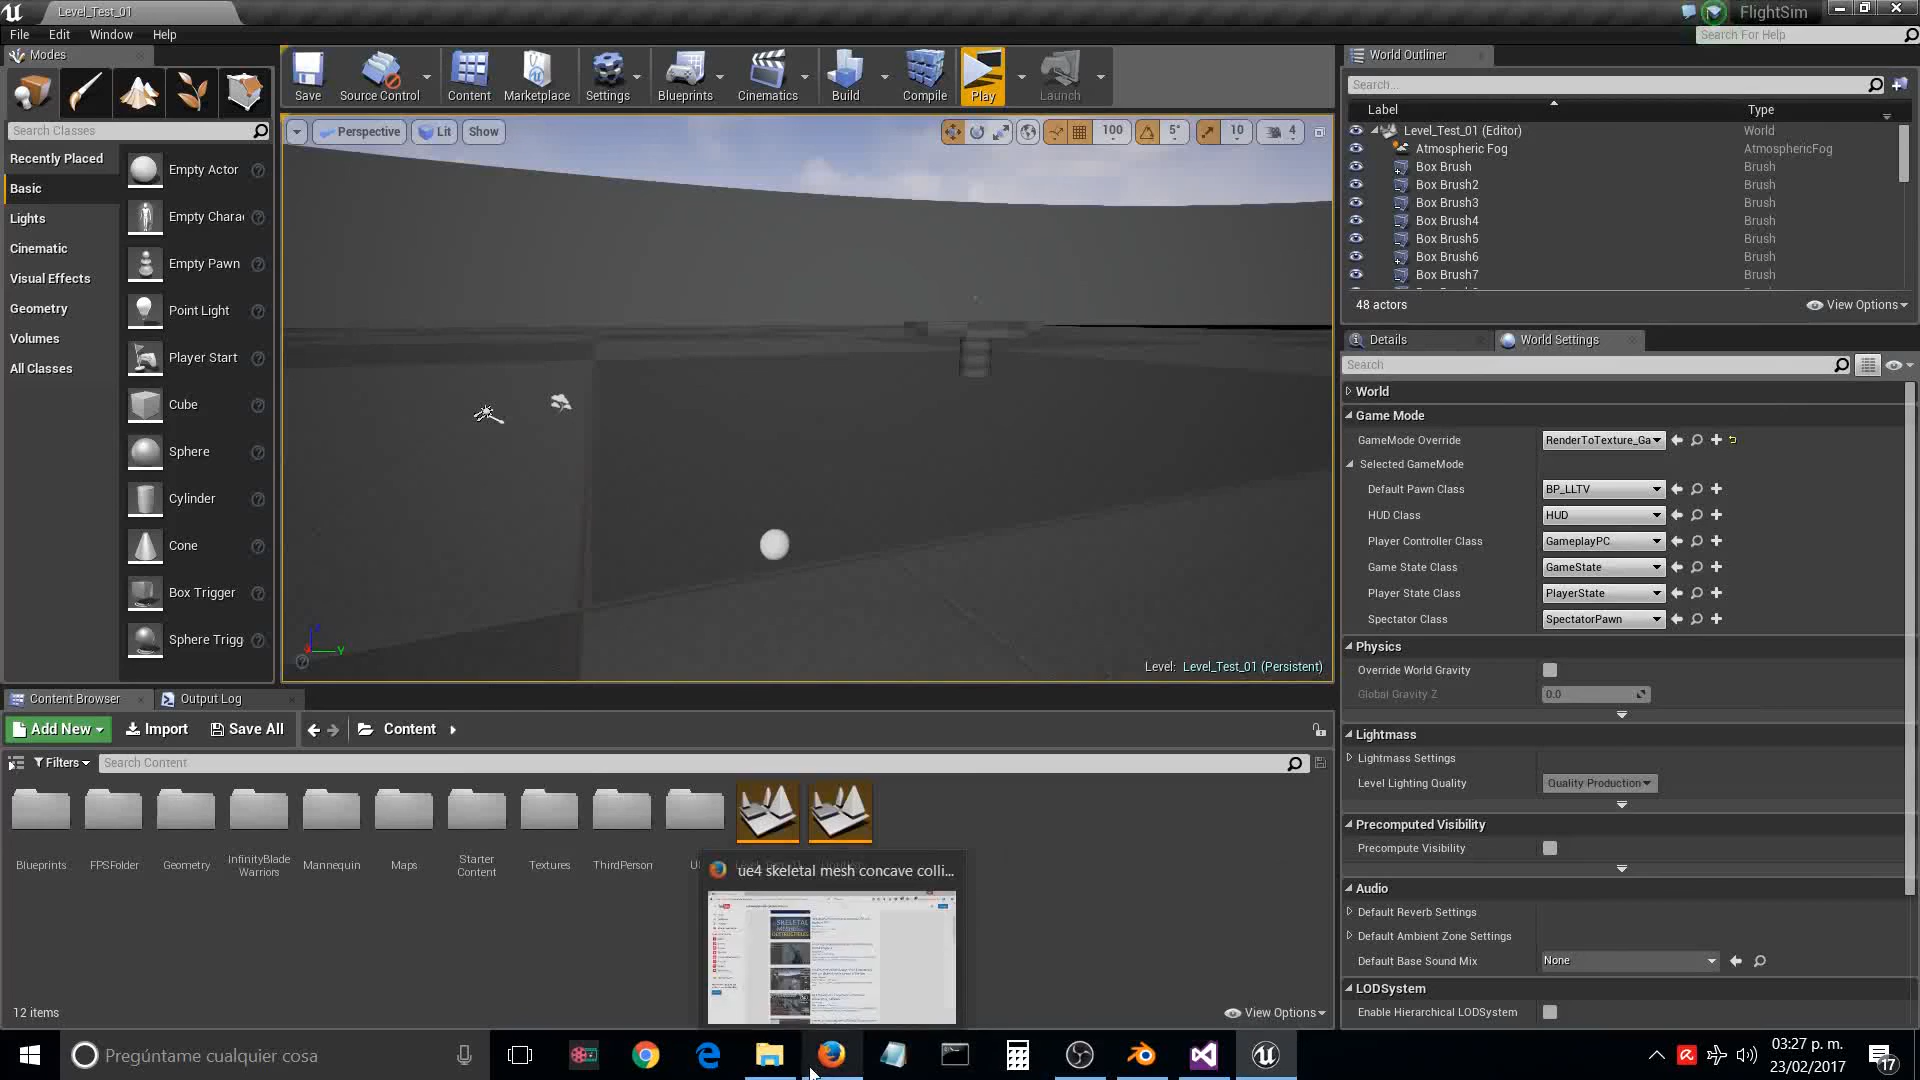 Level_Test_01
FlightSim
File Edit Window Help
Search For Help
Modes
Search Classes
Recently Placed
Basic
Lights
Cinematic
Visual Effects
Geometry
Volumes
All Classes
Empty Actor
Empty Chara
Empty Pawn
Point Light
Player Start
Cube
Sphere
Cylinder
Cone
Box Trigger
Sphere Trigg
Save
Source Control
Content
Marketplace
Settings
Blueprints
Cinematics
Build
Compile
Play
Launch
Perspective Lit Show
100 5° 10 4
Level: Level_Test_01 (Persistent)
World Outliner
Search...
Label Type
Level_Test_01 (Editor) World
Atmospheric Fog AtmosphericFog
Box Brush Brush
Box Brush2 Brush
Box Brush3 Brush
Box Brush4 Brush
Box Brush5 Brush
Box Brush6 Brush
Box Brush7 Brush
48 actors View Options
Details World Settings
Search
World
Game Mode
GameMode Override RenderToTexture_Ga
Selected GameMode
Default Pawn Class BP_LLTV
HUD Class HUD
Player Controller Class GameplayPC
Game State Class GameState
Player State Class PlayerState
Spectator Class SpectatorPawn
Physics
Override World Gravity
Global Gravity Z 0.0
Lightmass
Lightmass Settings
Level Lighting Quality Quality Production
Precomputed Visibility
Precompute Visibility
Audio
Default Reverb Settings
Default Ambient Zone Settings
Default Base Sound Mix None
LODSystem
Enable Hierarchical LODSystem
Content Browser Output Log
Add New Import Save All Content
Filters Search Content
Blueprints
FPSFolder
Geometry
InfinityBlade
Warriors
Mannequin
Maps
Starter
Content
Textures
ThirdPerson
ue4 skeletal mesh concave colli...
12 items View Options
Pregúntame cualquier cosa
03:27 p. m.
23/02/2017
17